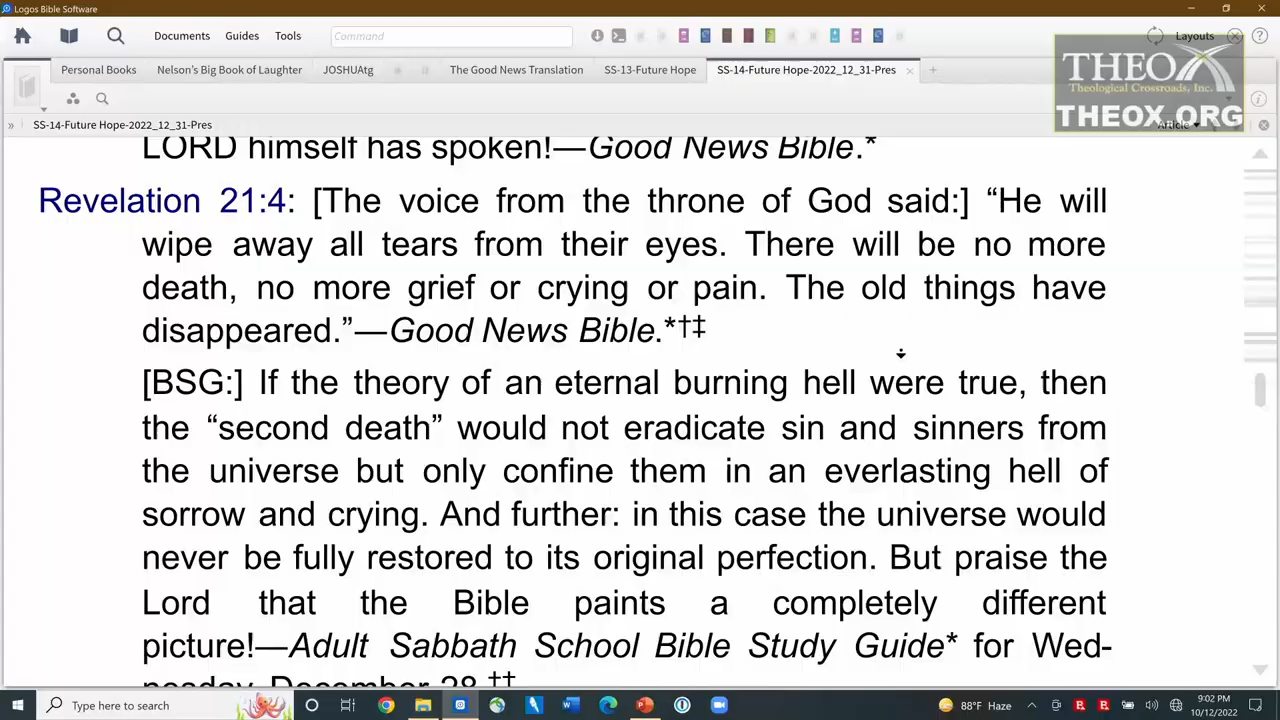 Logos Bible Software
Documents Guides Tools Command Layouts
THEOX
Theological Crossroads, Inc.
THEOX.ORG
Personal Books Nelson's Big Book of Laughter JOSHUAtg The Good News Translation SS-13-Future Hope SS-14-Future Hope-2022_12_31-Pres
SS-14-Future Hope-2022_12_31-Pres Article
LORD himself has spoken!—Good News Bible.*
Revelation 21:4: [The voice from the throne of God said:] “He will
wipe away all tears from their eyes. There will be no more
death, no more grief or crying or pain. The old things have
disappeared.”—Good News Bible.*†‡
[BSG:] If the theory of an eternal burning hell were true, then
the “second death” would not eradicate sin and sinners from
the universe but only confine them in an everlasting hell of
sorrow and crying. And further: in this case the universe would
never be fully restored to its original perfection. But praise the
Lord that the Bible paints a completely different
picture!—Adult Sabbath School Bible Study Guide* for Wed-
nesday, December 28.††
Type here to search
88°F Haze
9:02 PM
10/12/2022